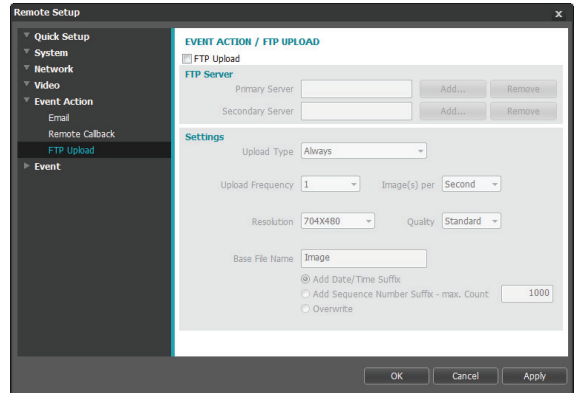 Remote Setup x
Quick Setup
System
Network
Video
Event Action
Email
Remote Callback
FTP Upload
Event
EVENT ACTION / FTP UPLOAD
FTP Upload
FTP Server
Primary Server Add... Remove
Secondary Server Add... Remove
Settings
Upload Type Always
Upload Frequency 1 Image(s) per Second
Resolution 704X480 Quality Standard
Base File Name Image
Add Date/Time Suffix
Add Sequence Number Suffix - max. Count 1000
Overwrite
OK Cancel Apply